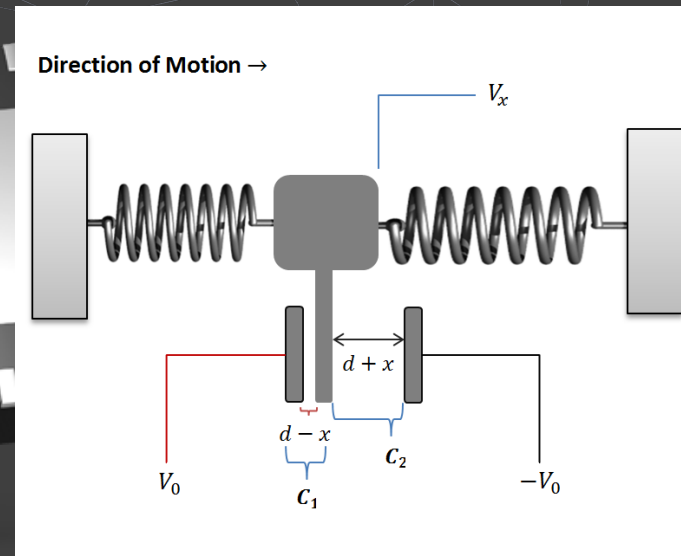 Direction of Motion →
Vₓ
d + x
d − x
C₂
V₀
−V₀
C₁